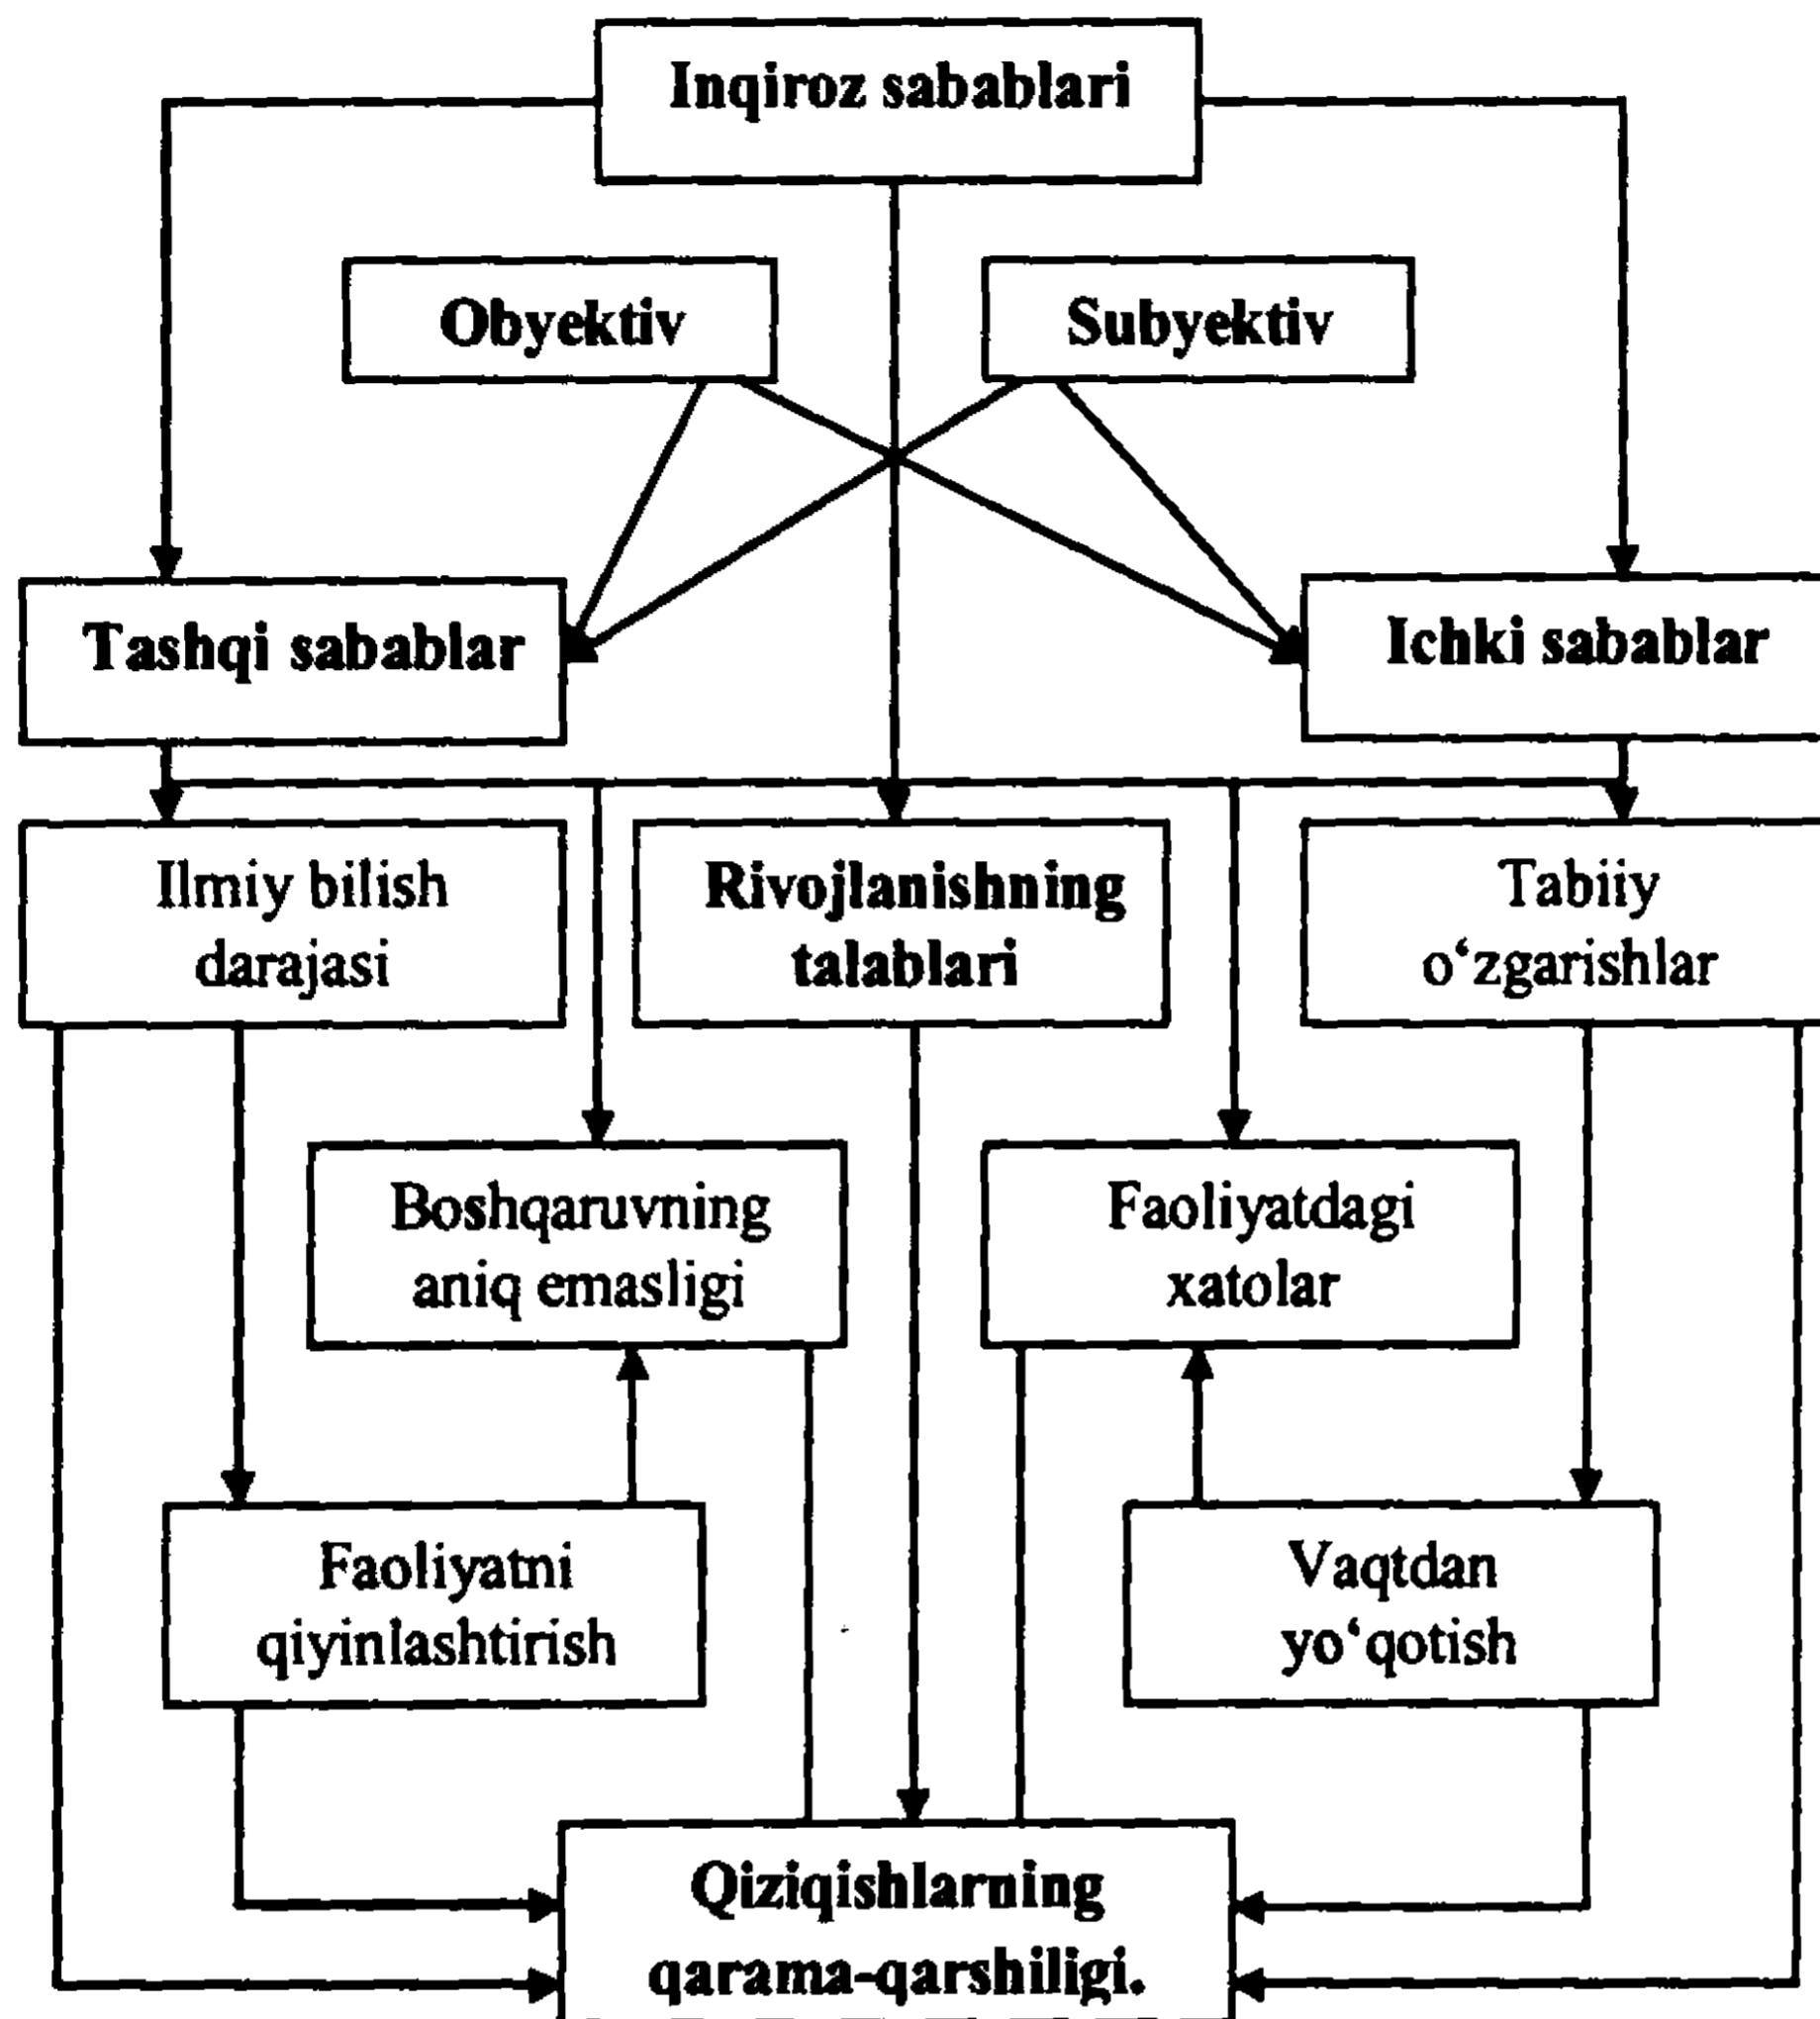 Inqiroz sabablari
Obyektiv
Subyektiv
Tashqi sabablar
Ichki sabablar
Ilmiy bilish
darajasi
Rivojlanishning
talablari
Tabiiy
o‘zgarishlar
Boshqaruvning
aniq emasligi
Faoliyatdagi
xatolar
Faoliyatni
qiyinlashtirish
Vaqtdan
yo‘qotish
Qiziqishlarning
qarama-qarshiligi.